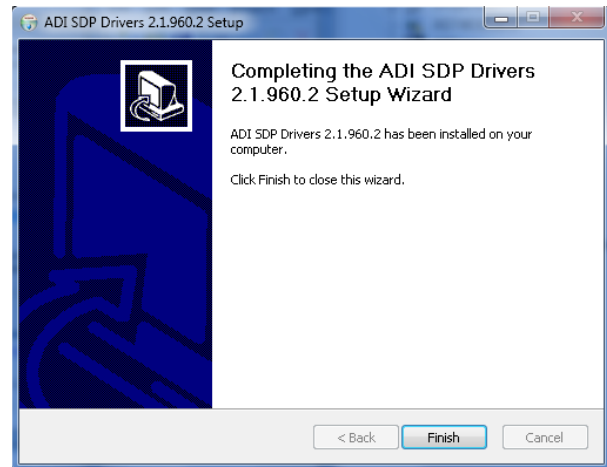 ADI SDP Drivers 2.1.960.2 Setup
Completing the ADI SDP Drivers
2.1.960.2 Setup Wizard
ADI SDP Drivers 2.1.960.2 has been installed on your
computer.
Click Finish to close this wizard.
< Back Finish Cancel